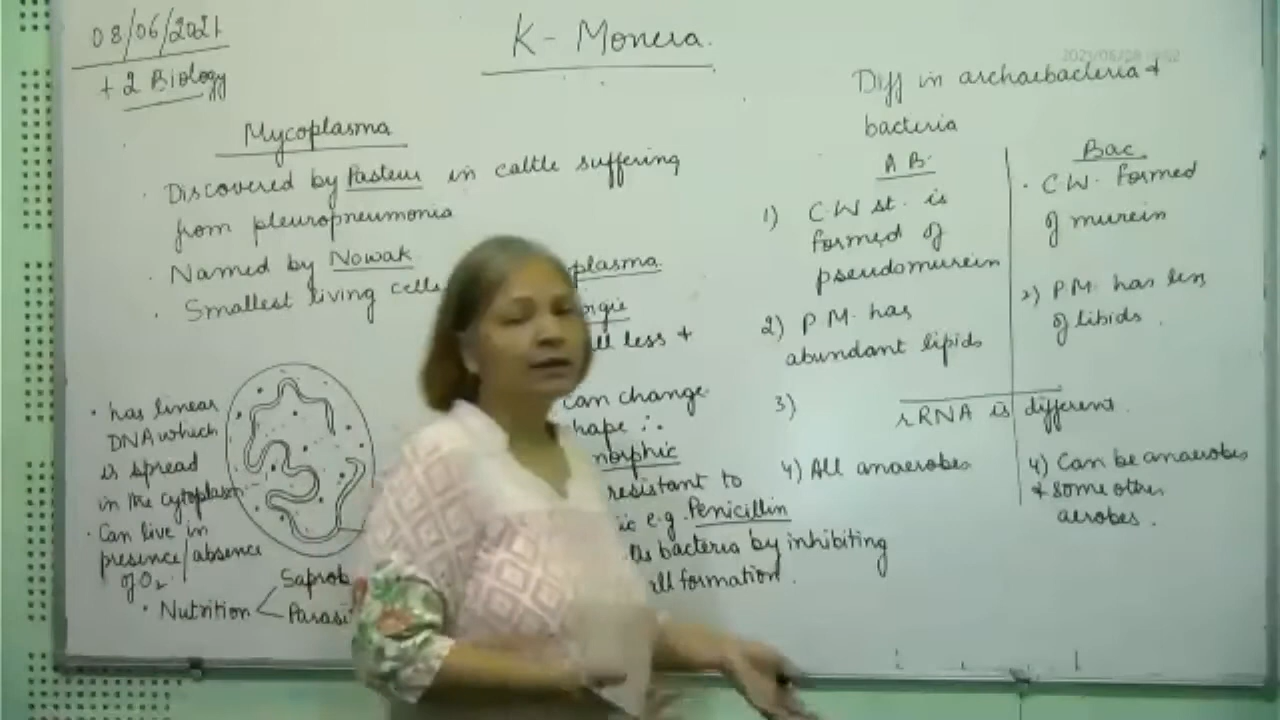 08/06/2021
+2 Biology
K - Monera.
Mycoplasma
· Discovered by Pasteur in cattle suffering
from pleuropneumonia
· Named by Nowak
plasma
· Smallest living cells
less +
can change
hape ∴
morphic
resistant to
e.g. Penicillin
bacteria by inhibiting
ll formation.
· has linear
DNA which
is spread
in the cytoplasm
· Can live in
presence/absence
of O2.
· Nutrition < Saprob
Parasi
Diff in archaebacteria &
bacteria
A B.
1) C.W st. is
formed of
pseudomurein
2) P M. has
abundant lipids
3) rRNA is different.
4) All anaerobes
Bac.
· C.W. formed
of murein
2) P.M. has less
of libids.
4) Can be anaerobes
& some other
aerobes.